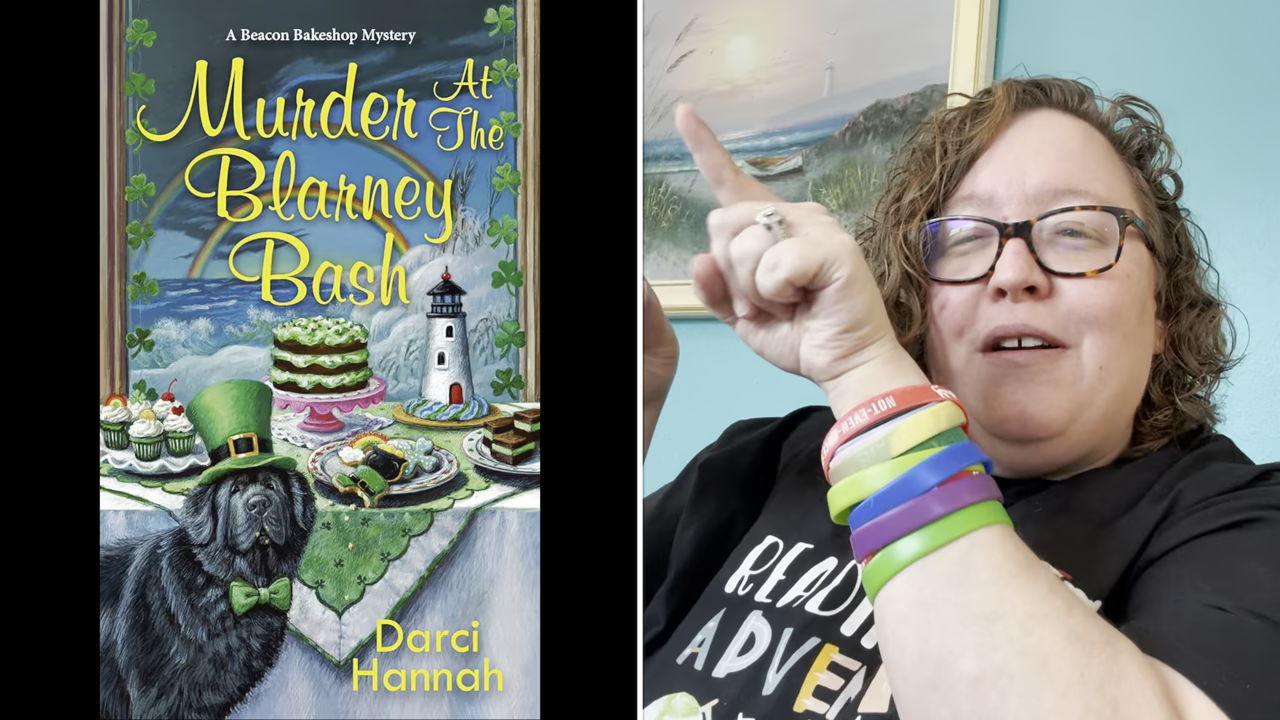 A Beacon Bakeshop Mystery
Murder At
The
Blarney
Bash
Darci
Hannah
NOT-EVER
READ
ADVEN